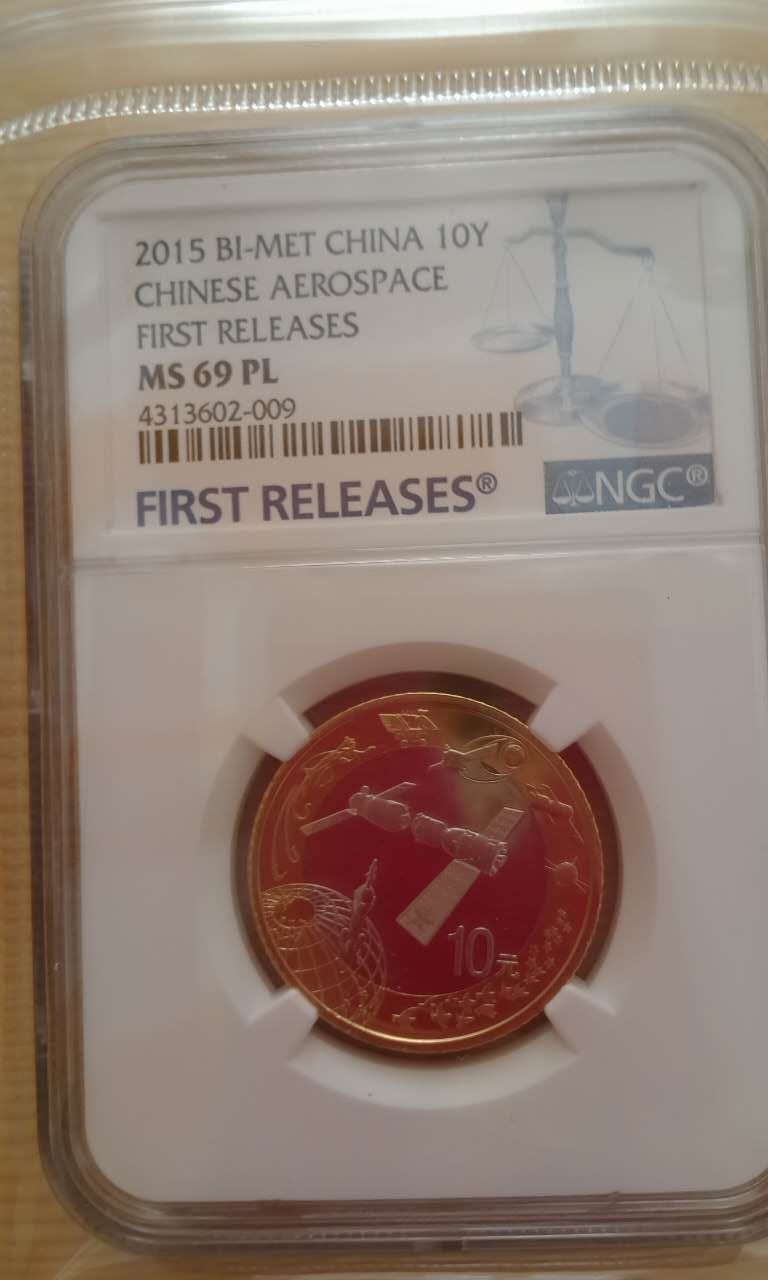 2015 BI-MET CHINA 10Y
CHINESE AEROSPACE
FIRST RELEASES
MS 69 PL
4313602-009
FIRST RELEASES®
NGC®
10元